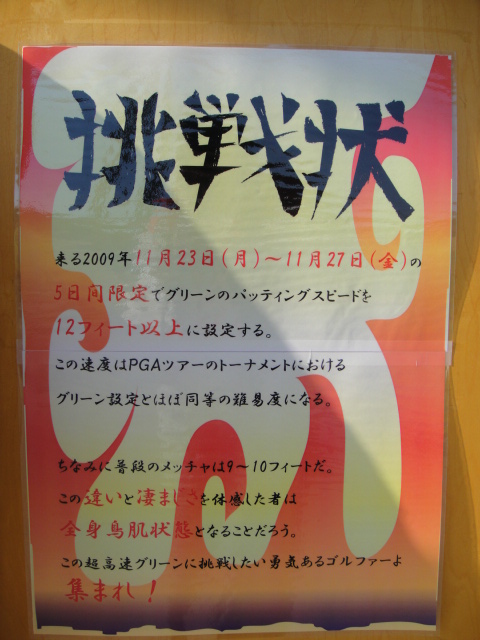 挑戦状
来る2009年11月23日(月)〜11月27日(金)の
5日間限定でグリーンのパッティングスピードを
12フィート以上に設定する。
この速度はPGAツアーのトーナメントにおける
グリーン設定とほぼ同等の難易度になる。
ちなみに普段のメッチャは9〜10フィートだ。
この違いと凄まじさを体感した者は
全身鳥肌状態となることだろう。
この超高速グリーンに挑戦したい勇気あるゴルファーよ
集まれ!